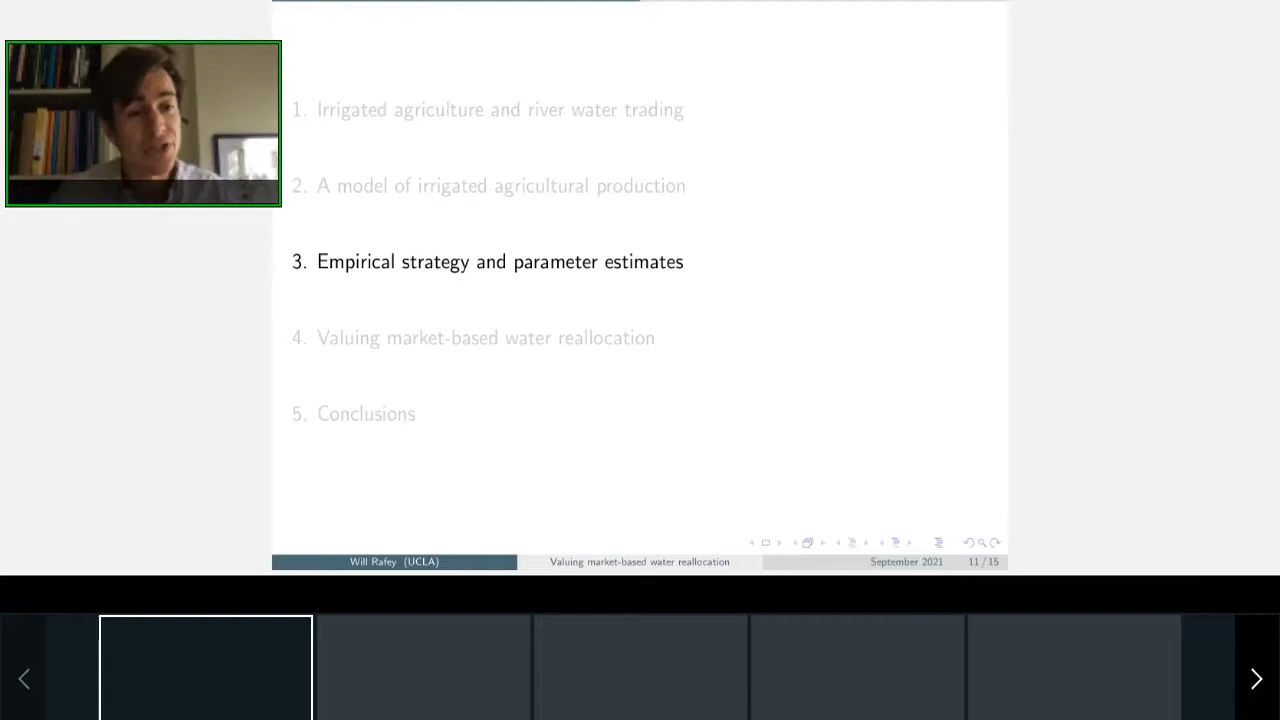 1. Irrigated agriculture and river water trading
2. A model of irrigated agricultural production
3. Empirical strategy and parameter estimates
4. Valuing market-based water reallocation
5. Conclusions
Will Rafey (UCLA) Valuing market-based water reallocation September 2021 11 / 15